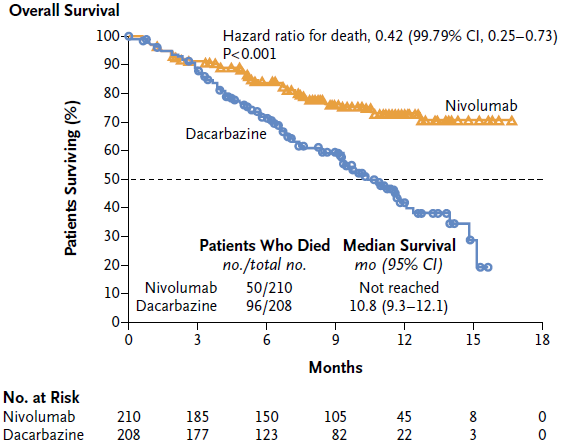 Overall Survival
Hazard ratio for death, 0.42 (99.79% CI, 0.25–0.73)
P<0.001
Patients Surviving (%)
100
90
80
70
60
50
40
30
20
10
0
Nivolumab
Dacarbazine
Patients Who Died Median Survival
no./total no. mo (95% CI)
Nivolumab 50/210 Not reached
Dacarbazine 96/208 10.8 (9.3–12.1)
0 3 6 9 12 15 18
Months
No. at Risk
Nivolumab 210 185 150 105 45 8 0
Dacarbazine 208 177 123 82 22 3 0